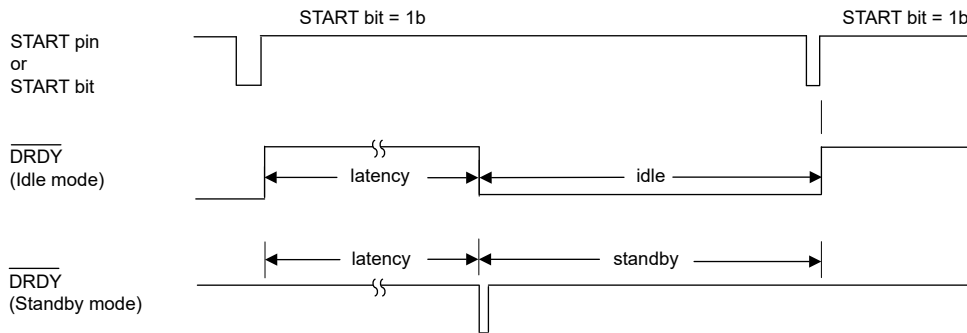 START bit = 1b
START bit = 1b
START pin
or
START bit
DRDY
(Idle mode)
latency
idle
DRDY
(Standby mode)
latency
standby